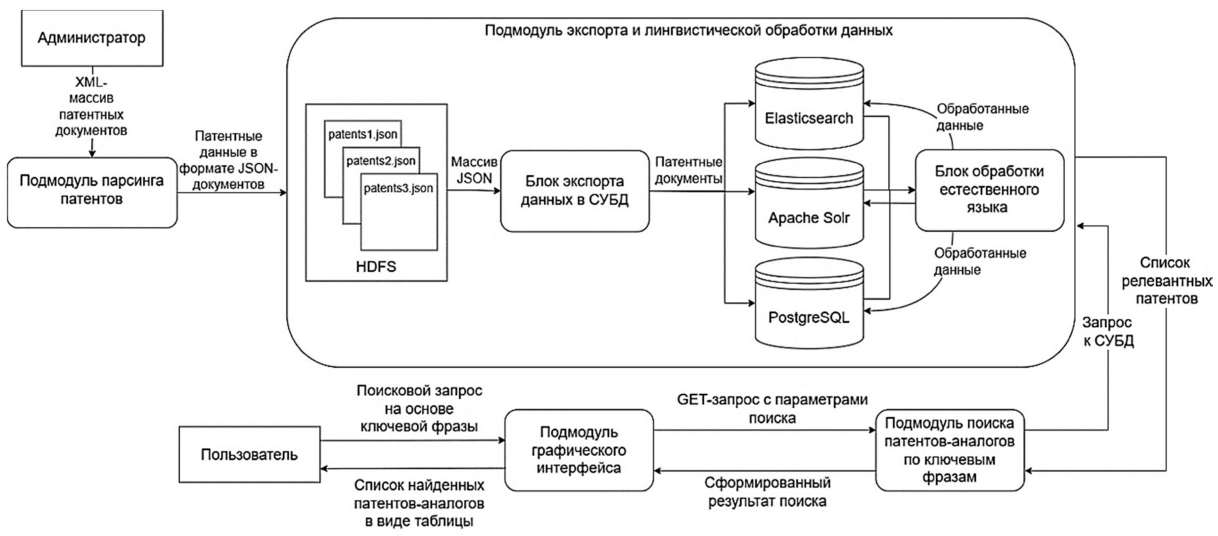 Администратор
Подмодуль экспорта и лингвистической обработки данных
XML-
массив
патентных
документов
Патентные
данные в
формате JSON-
документов
Подмодуль парсинга
патентов
patents1.json
patents2.json
patents3.json
HDFS
Массив
JSON
Блок экспорта
данных в СУБД
Патентные
документы
Elasticsearch
Apache Solr
PostgreSQL
Обработанные
данные
Блок обработки
естественного
языка
Обработанные
данные
Список
релевантных
патентов
Запрос
к СУБД
Пользователь
Поисковой запрос
на основе
ключевой фразы
Список найденных
патентов-аналогов
в виде таблицы
Подмодуль
графического
интерфейса
GET-запрос с параметрами
поиска
Сформированный
результат поиска
Подмодуль поиска
патентов-аналогов
по ключевым
фразам